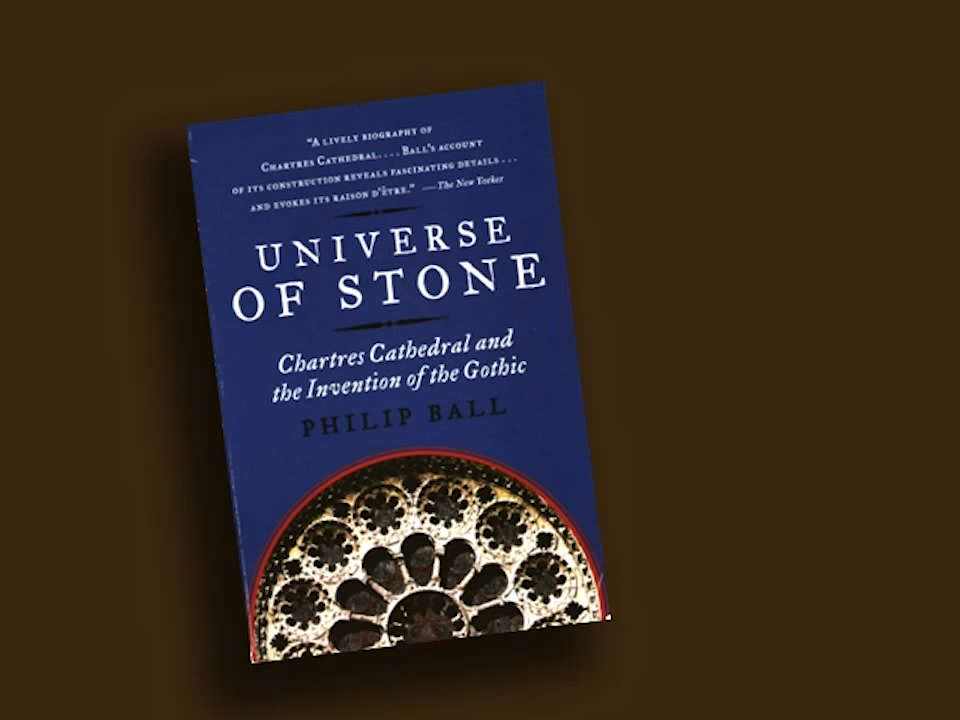 "A LIVELY BIOGRAPHY OF
CHARTRES CATHEDRAL.... BALL'S ACCOUNT
OF ITS CONSTRUCTION REVEALS FASCINATING DETAILS...
AND EVOKES ITS RAISON D'ÊTRE." —The New Yorker
UNIVERSE
OF STONE
Chartres Cathedral and
the Invention of the Gothic
PHILIP BALL